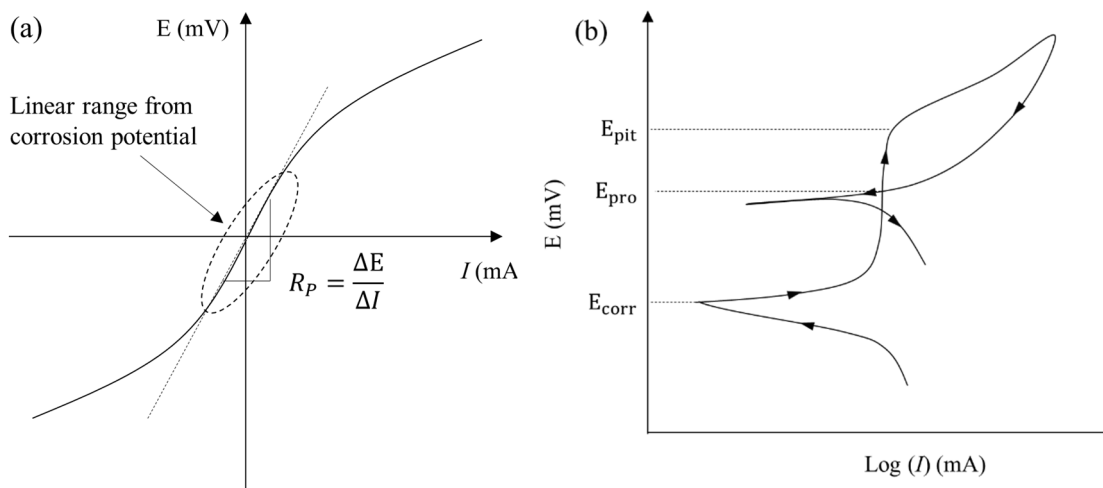 (a)
E (mV)
Linear range from
corrosion potential
I (mA
R_P = ΔE/ΔI
(b)
E_pit
E_pro
E_corr
E (mV)
Log (I) (mA)